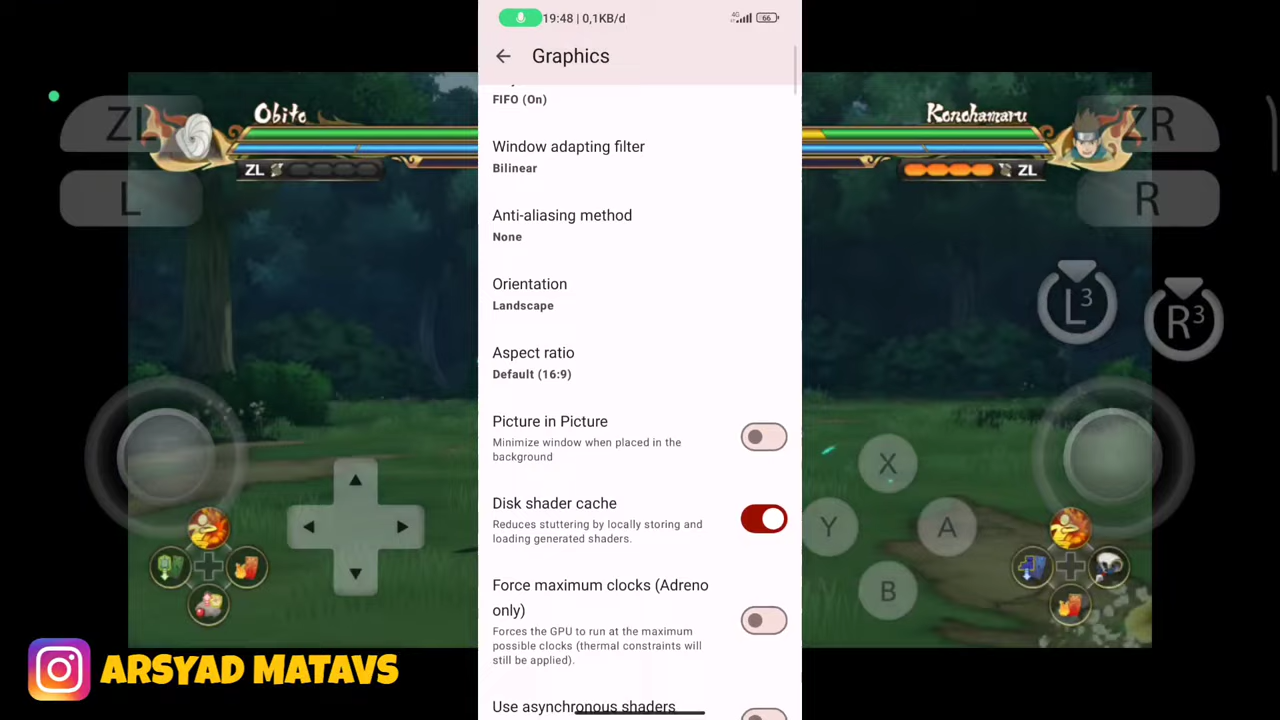 19:48 | 0,1KB/d
4G
66
Graphics
FIFO (On)
Window adapting filter
Bilinear
Anti-aliasing method
None
Orientation
Landscape
Aspect ratio
Default (16:9)
Picture in Picture
Minimize window when placed in the
background
Disk shader cache
Reduces stuttering by locally storing and
loading generated shaders.
Force maximum clocks (Adreno
only)
Forces the GPU to run at the maximum
possible clocks (thermal constraints will
still be applied).
Use asynchronous shaders
Obito
ZL
L
ZL
Konohamaru
ZR
R
ZL
L3
R3
X
Y
A
B
ARSYAD MATAVS